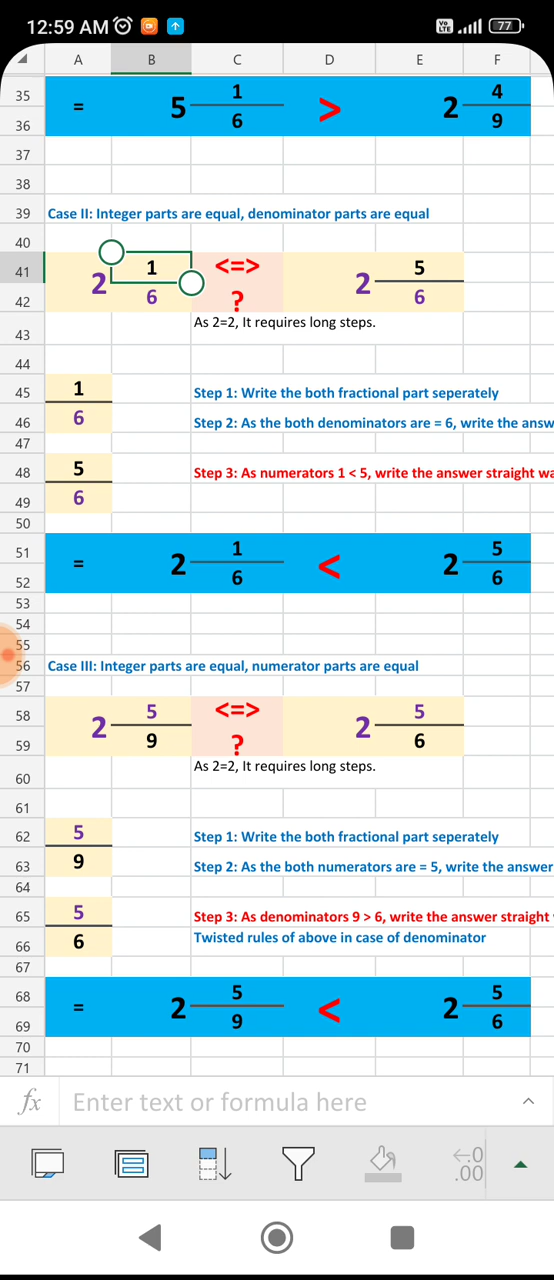 12:59 AM Vo LTE 77
A B C D E F
35 1 4
= 5 > 2
36 6 9
37
38
39 Case II: Integer parts are equal, denominator parts are equal
40
41 1 <=> 5
2 2
42 6 ? 6
43 As 2=2, It requires long steps.
44
45 1 Step 1: Write the both fractional part seperately
46 6 Step 2: As the both denominators are = 6, write the answ
47
48 5 Step 3: As numerators 1 < 5, write the answer straight wa
49 6
50
51 1 5
= 2 < 2
52 6 6
53
54
55
56 Case III: Integer parts are equal, numerator parts are equal
57
58 5 <=> 5
2 2
59 9 ? 6
60 As 2=2, It requires long steps.
61
62 5 Step 1: Write the both fractional part seperately
63 9 Step 2: As the both numerators are = 5, write the answer
64
65 5 Step 3: As denominators 9 > 6, write the answer straight
66 6 Twisted rules of above in case of denominator
67
68 5 5
= 2 < 2
69 9 6
70
71
fx Enter text or formula here
←.0
.00